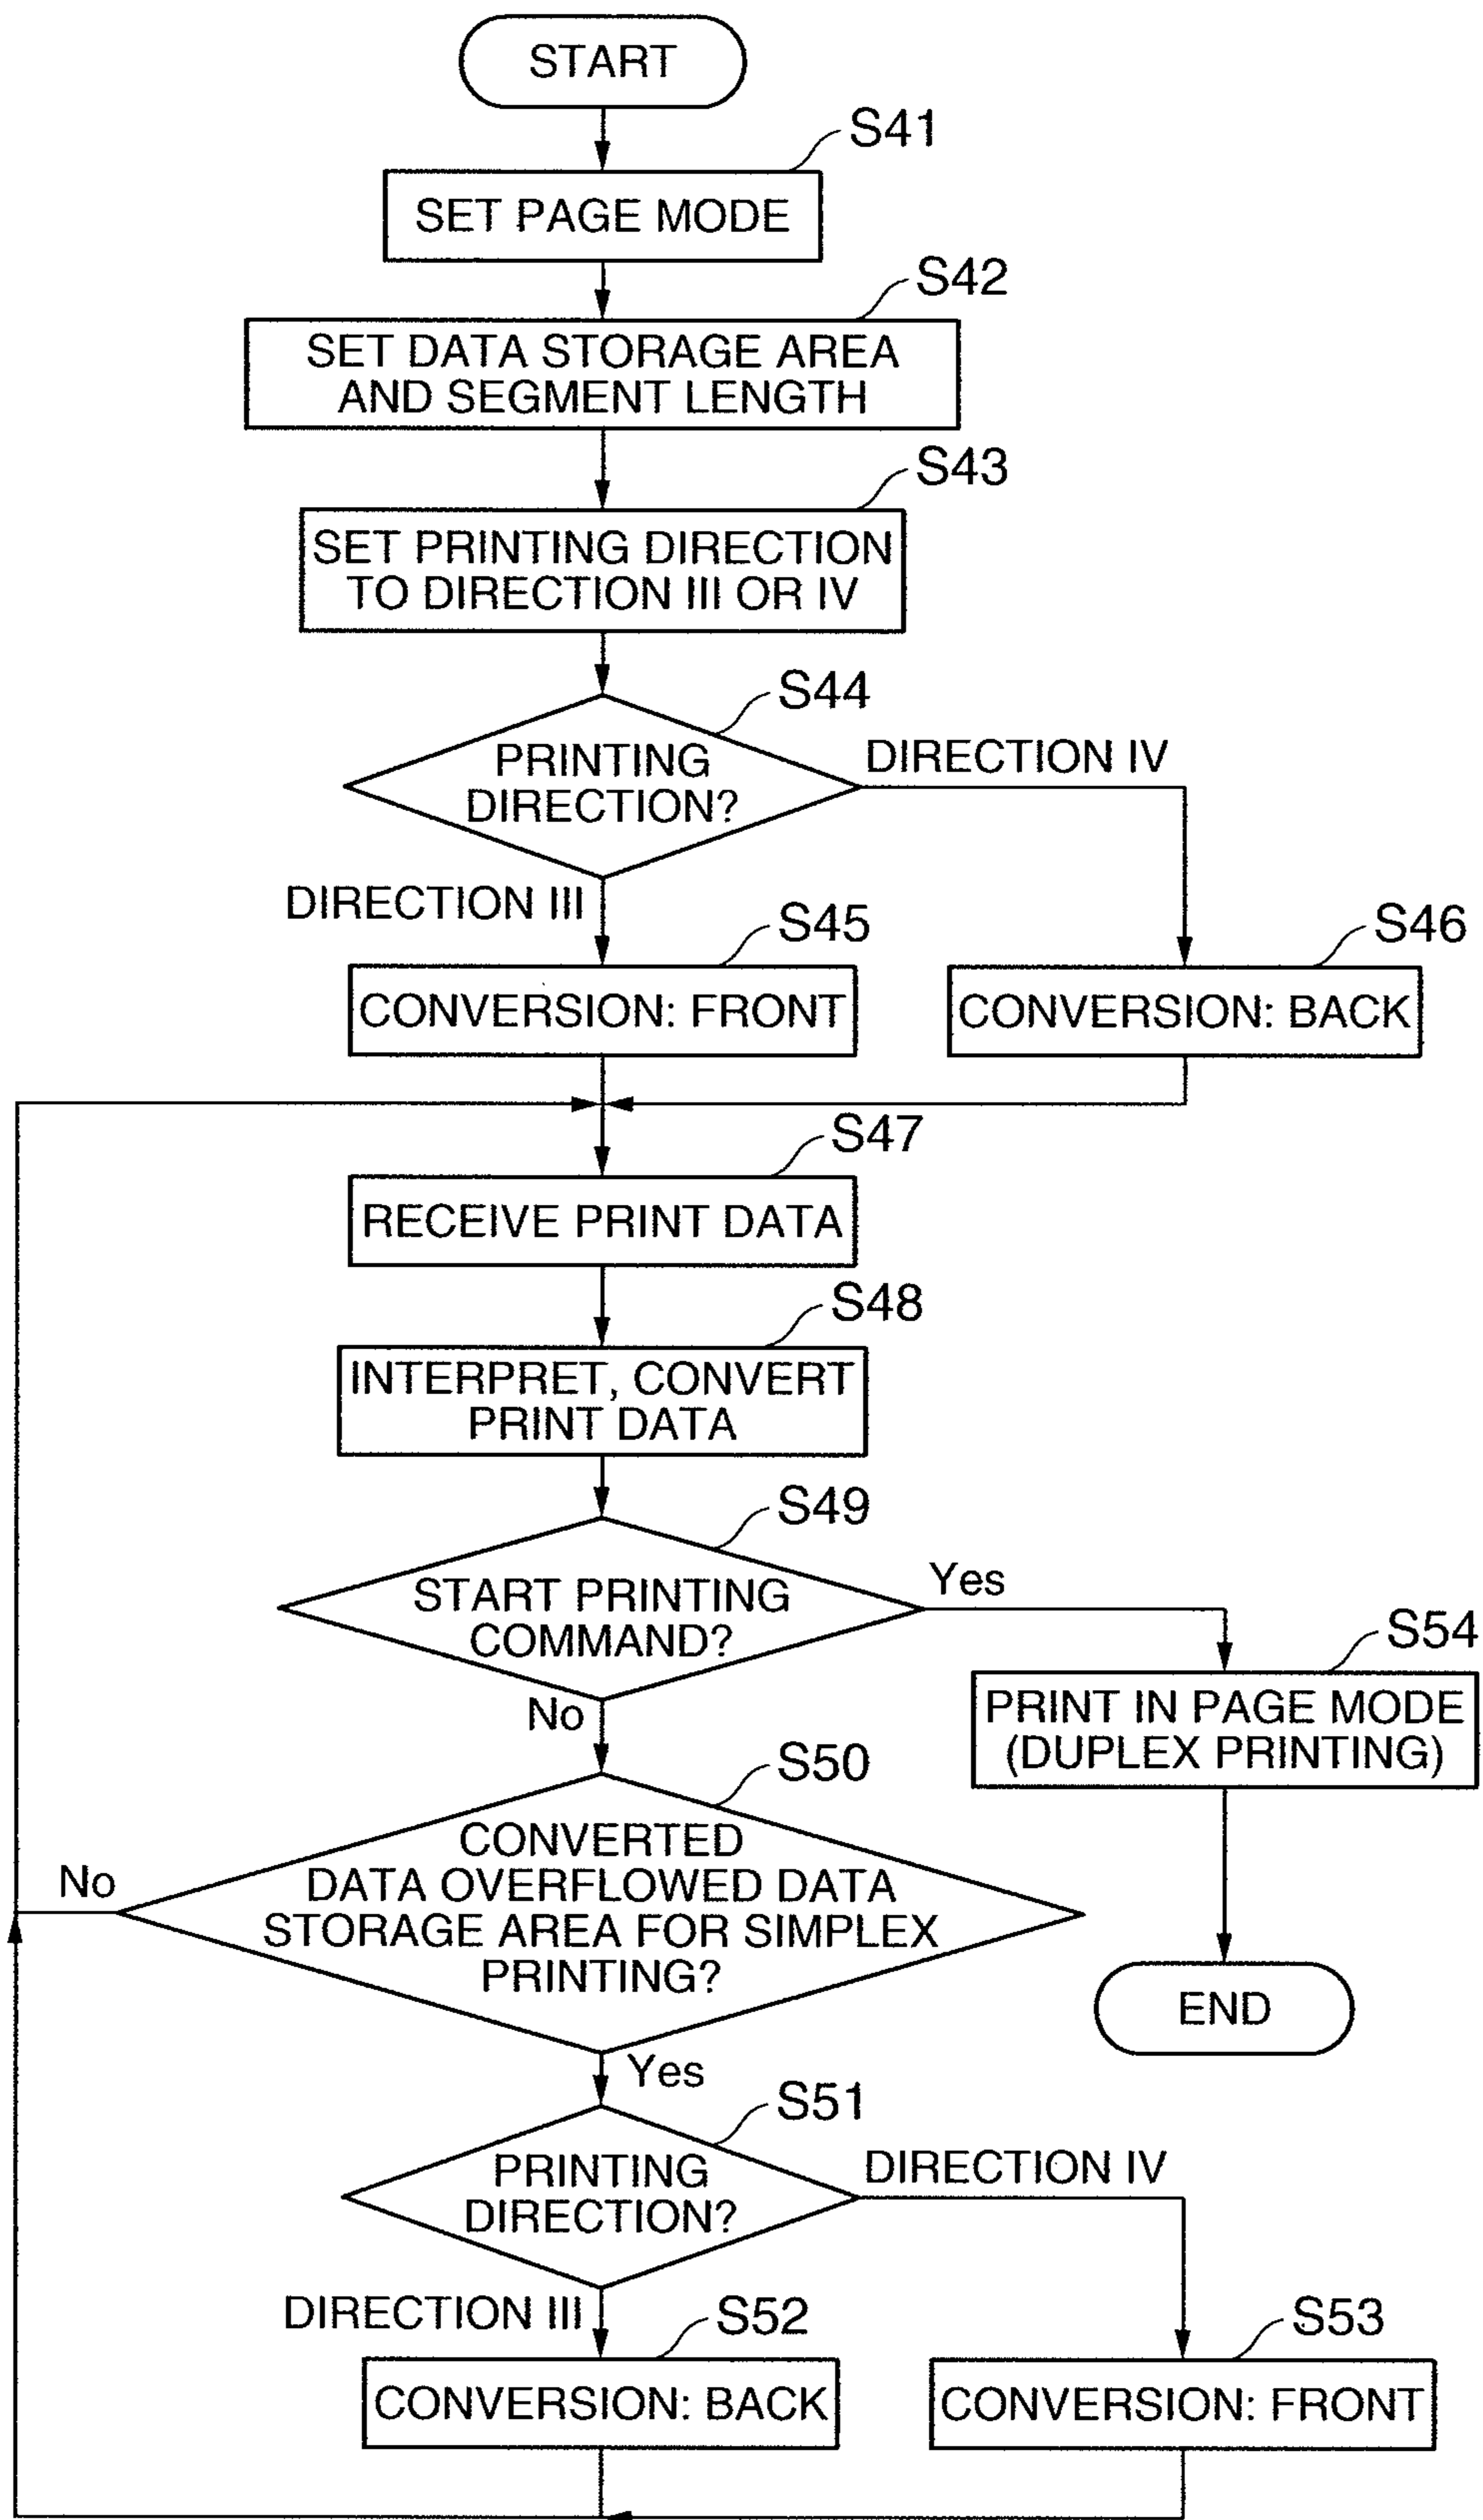 START
S41
SET PAGE MODE
S42
SET DATA STORAGE AREA
AND SEGMENT LENGTH
S43
SET PRINTING DIRECTION
TO DIRECTION III OR IV
S44
PRINTING
DIRECTION?
DIRECTION IV
DIRECTION III
S45
S46
CONVERSION: FRONT
CONVERSION: BACK
S47
RECEIVE PRINT DATA
S48
INTERPRET, CONVERT
PRINT DATA
S49
START PRINTING
COMMAND?
Yes
S54
PRINT IN PAGE MODE
(DUPLEX PRINTING)
No
S50
CONVERTED
DATA OVERFLOWED DATA
STORAGE AREA FOR SIMPLEX
PRINTING?
No
END
Yes
S51
PRINTING
DIRECTION?
DIRECTION IV
DIRECTION III
S52
S53
CONVERSION: BACK
CONVERSION: FRONT